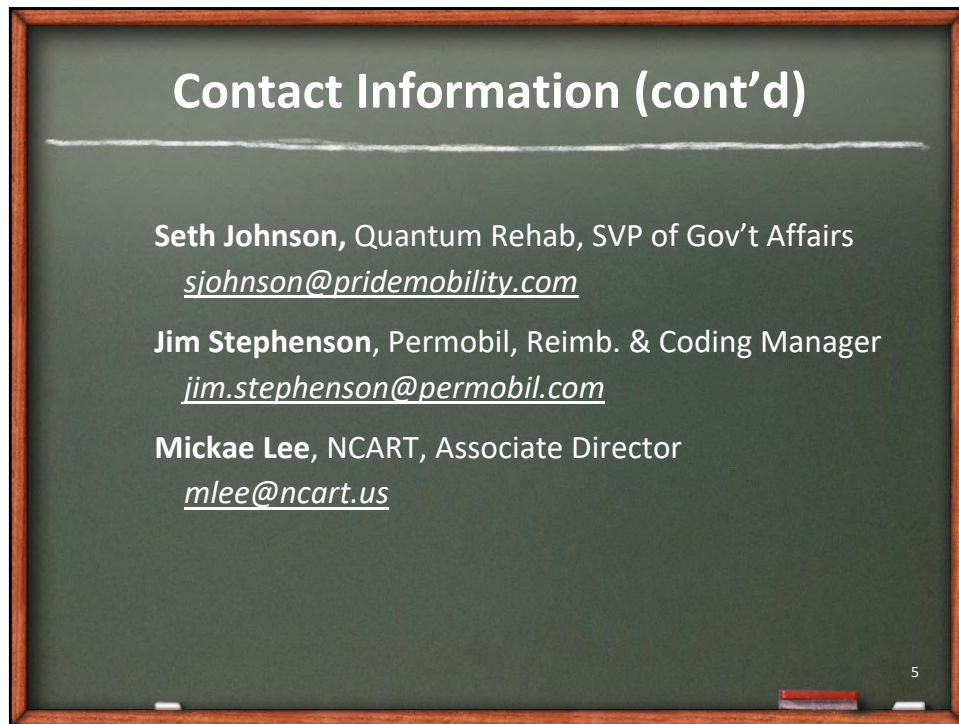 Contact Information (cont’d)
Seth Johnson, Quantum Rehab, SVP of Gov’t Affairs
sjohnson@pridemobility.com
Jim Stephenson, Permobil, Reimb. & Coding Manager
jim.stephenson@permobil.com
Mickae Lee, NCART, Associate Director
mlee@ncart.us
5